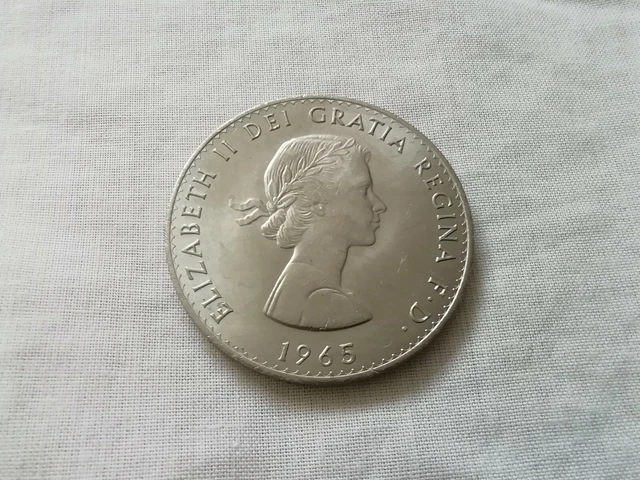 ELIZABETH II DEI GRATIA REGINA F·D·
1965